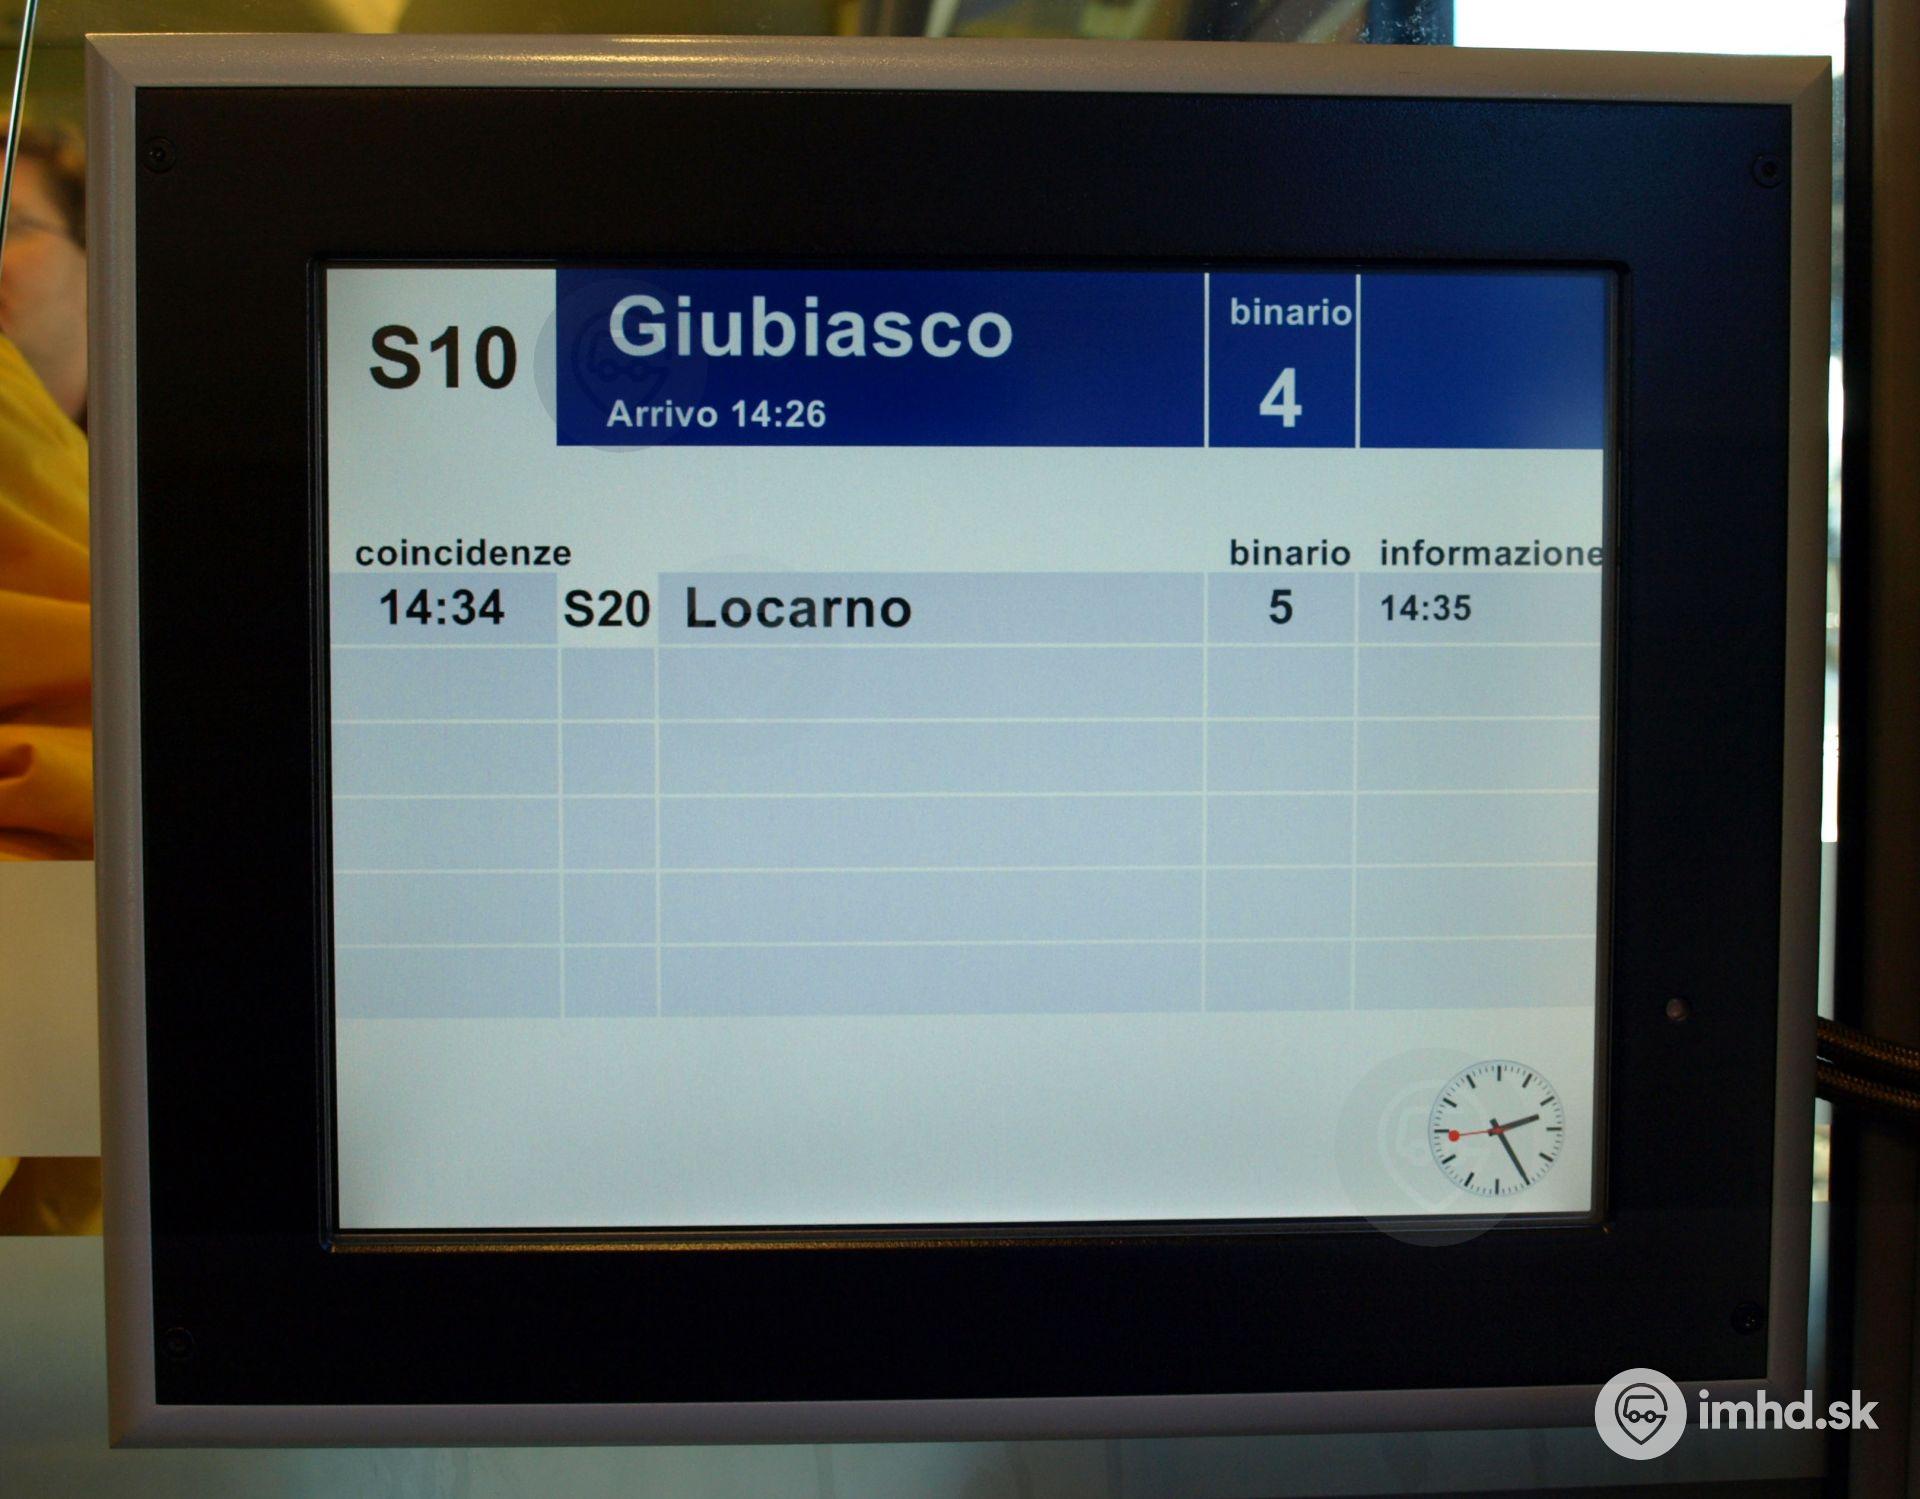 S10
Giubiasco
binario
Arrivo 14:26
4
coincidenze binario informazione
14:34 S20 Locarno 5 14:35
imhd.sk